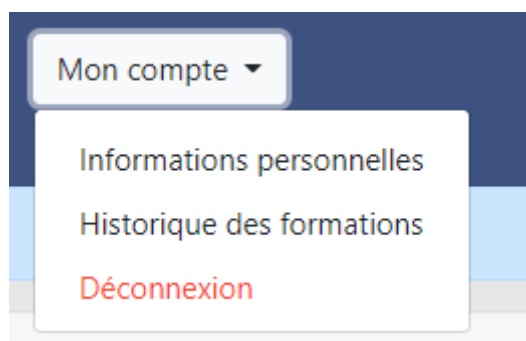 Mon compte
Informations personnelles
Historique des formations
Déconnexion